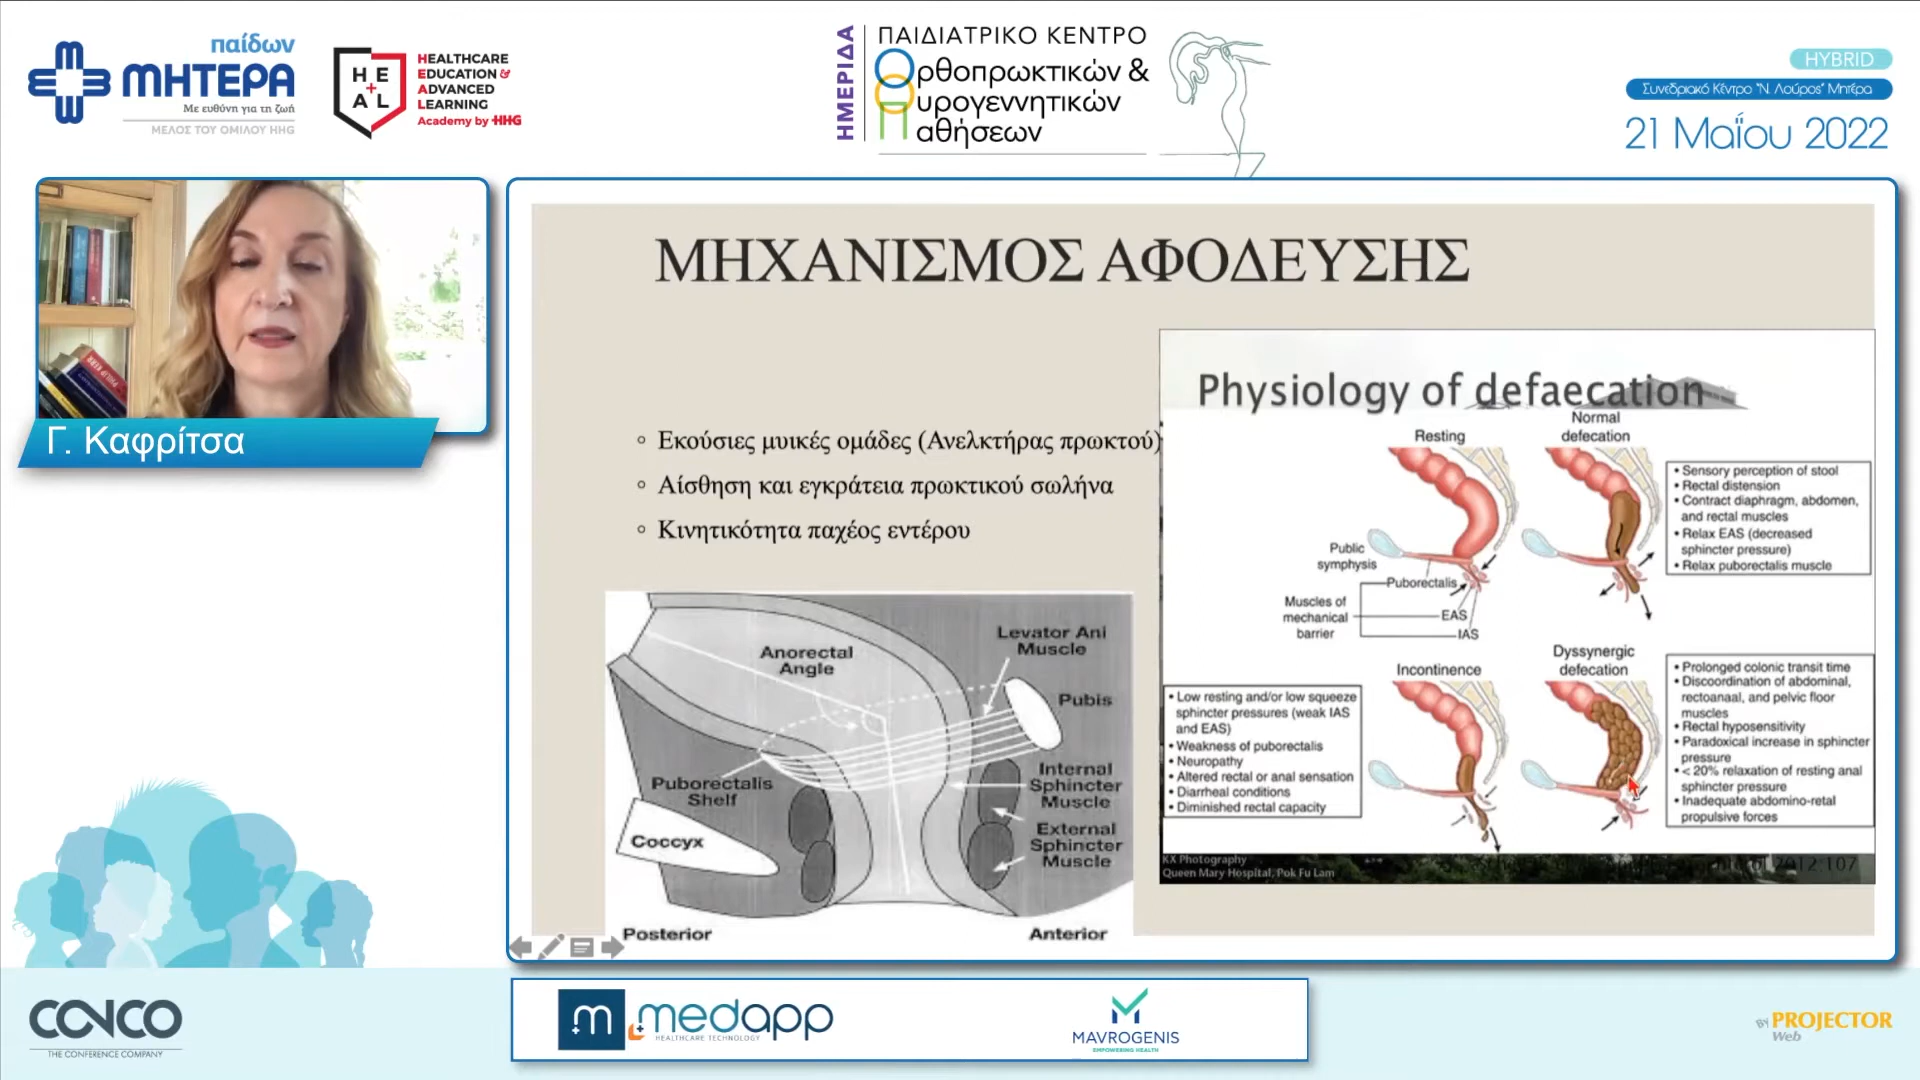 παίδων
ΜΗΤΕΡΑ
Με ευθύνη για τη ζωή
ΜΕΛΟΣ ΤΟΥ ΟΜΙΛΟΥ HHG
HE
AL
HEALTHCARE
EDUCATION &
ADVANCED
LEARNING
Academy by HHG
ΗΜΕΡΙΔΑ
ΠΑΙΔΙΑΤΡΙΚΟ ΚΕΝΤΡΟ
Ορθοπρωκτικών &
Ουρογεννητικών
Παθήσεων
HYBRID
Συνεδριακό Κέντρο "Ν. Λούρος" Μητέρα
21 Μαΐου 2022
Γ. Καφρίτσα
ΜΗΧΑΝΙΣΜΟΣ ΑΦΟΔΕΥΣΗΣ
◦ Εκούσιες μυικές ομάδες (Ανελκτήρας πρωκτού)
◦ Αίσθηση και εγκράτεια πρωκτικού σωλήνα
◦ Κινητικότητα παχέος εντέρου
Anorectal
Angle
Levator Ani
Muscle
Pubis
Puborectalis
Shelf
Internal
Sphincter
Muscle
Coccyx
External
Sphincter
Muscle
Posterior
Anterior
Physiology of defaecation
Resting
Normal
defecation
• Sensory perception of stool
• Rectal distension
• Contract diaphragm, abdomen,
and rectal muscles
• Relax EAS (decreased
sphincter pressure)
• Relax puborectalis muscle
Public
symphysis
Puborectalis
Muscles of
mechanical
barrier
EAS
IAS
Incontinence
Dyssynergic
defecation
• Low resting and/or low squeeze
sphincter pressures (weak IAS
and EAS)
• Weakness of puborectalis
• Neuropathy
• Altered rectal or anal sensation
• Diarrheal conditions
• Diminished rectal capacity
• Prolonged colonic transit time
• Discoordination of abdominal,
rectoanaal, and pelvic floor
muscles
• Rectal hyposensitivity
• Paradoxical increase in sphincter
pressure
• < 20% relaxation of resting anal
sphincter pressure
• Inadequate abdomino-retal
propulsive forces
KX Photography
Queen Mary Hospital, Pok Fu Lam
2012:107
CONCO
THE CONFERENCE COMPANY
m medapp
HEALTHCARE TECHNOLOGY
MAVROGENIS
EMPOWERING HEALTH
BY PROJECTOR
Web